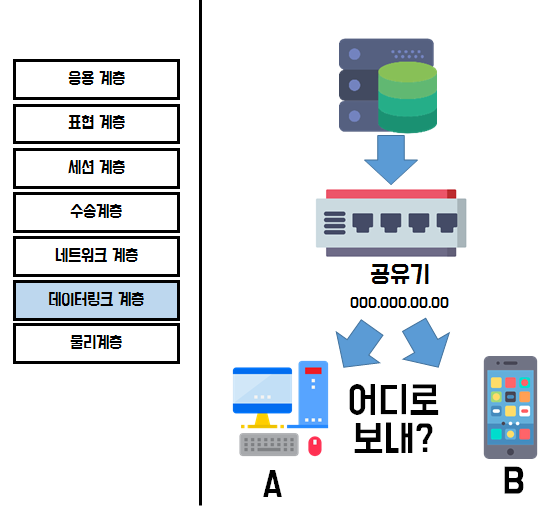 응용 계층
표현 계층
세션 계층
수송계층
네트워크 계층
데이터링크 계층
물리계층
공유기
000.000.00.00
어디로
보내?
A
B